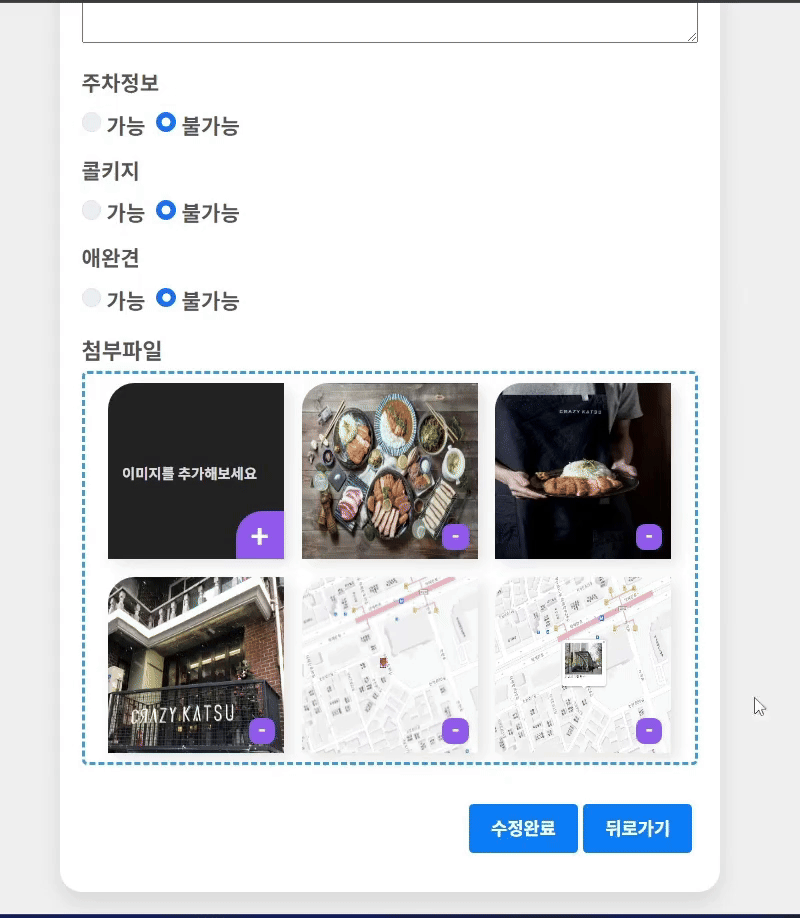 주차정보
가능 불가능
콜키지
가능 불가능
애완견
가능 불가능
첨부파일
이미지를 추가해보세요
+
CRAZY KATSU
-
-
CRAZY KATSU
-
-
-
수정완료 뒤로가기